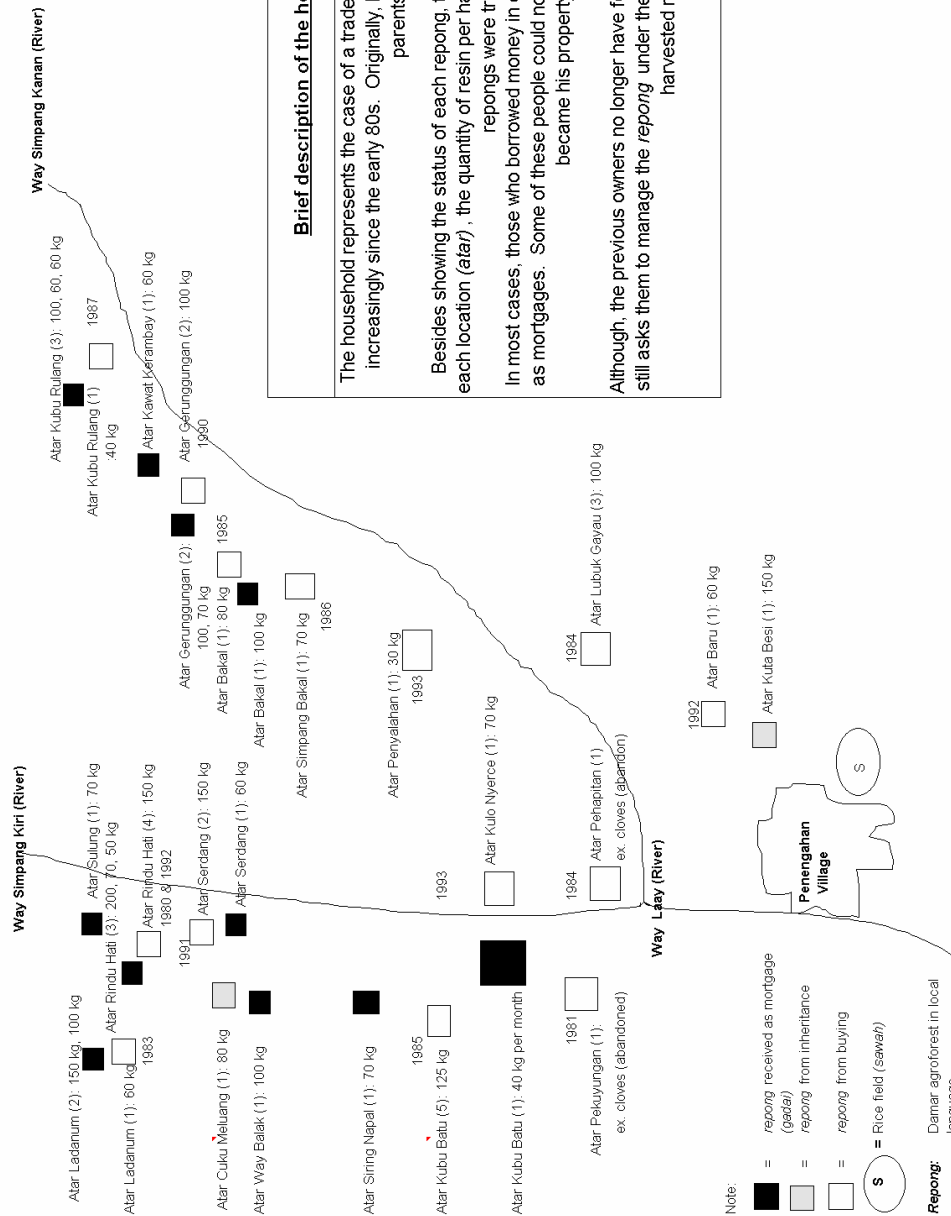 Way Simpang Kiri (River)
Way Simpang Kanan (River)
Atar Ladanum (2): 150 kg, 100 kg
Atar Ladanum (1): 60 kg
1983
Atar Sulung (1): 70 kg
Atar Rindu Hati (3): 200, 70, 50 kg
Atar Rindu Hati (4): 150 kg
1980 & 1992
Atar Serdang (2): 150 kg
1991
Atar Serdang (1): 60 kg
Atar Cuku Meluang (1): 80 kg
Atar Way Balak (1): 100 kg
Atar Siring Napal (1): 70 kg
1985
Atar Kubu Batu (5): 125 kg
Atar Kubu Batu (1): 40 kg per month
1981
Atar Pekuyungan (1):
ex. cloves (abandoned)
Atar Kubu Rulang (3): 100, 60, 60 kg
Atar Kubu Rulang (1)
:40 kg
1987
Atar Kawat Kerambay (1): 60 kg
Atar Gerunggungan (2): 100 kg
1990
Atar Gerunggungan (2):
100, 70 kg
1985
Atar Bakal (1): 80 kg
Atar Bakal (1): 100 kg
Atar Simpang Bakal (1): 70 kg
1986
Atar Penyalahan (1): 30 kg
1993
1993
Atar Kulo Nyerce (1): 70 kg
1984
Atar Lubuk Gayau (3): 100 kg
1984
Atar Pehapitan (1)
ex. cloves (abandon)
Way Laay (River)
1992
Atar Baru (1): 60 kg
Atar Kuta Besi (1): 150 kg
Penengahan
Village
S
Note:
= repong received as mortgage
(gadai)
= repong from inheritance
= repong from buying
S = Rice field (sawah)
Repong: Damar agroforest in local
language
Brief description of the ho
The household represents the case of a trade
increasingly since the early 80s. Originally,
parents
Besides showing the status of each repong,
each location (atar) , the quantity of resin per ha
repongs were tr
In most cases, those who borrowed money in
as mortgages. Some of these people could no
became his property
Although, the previous owners no longer have
still asks them to manage the repong under the
harvested